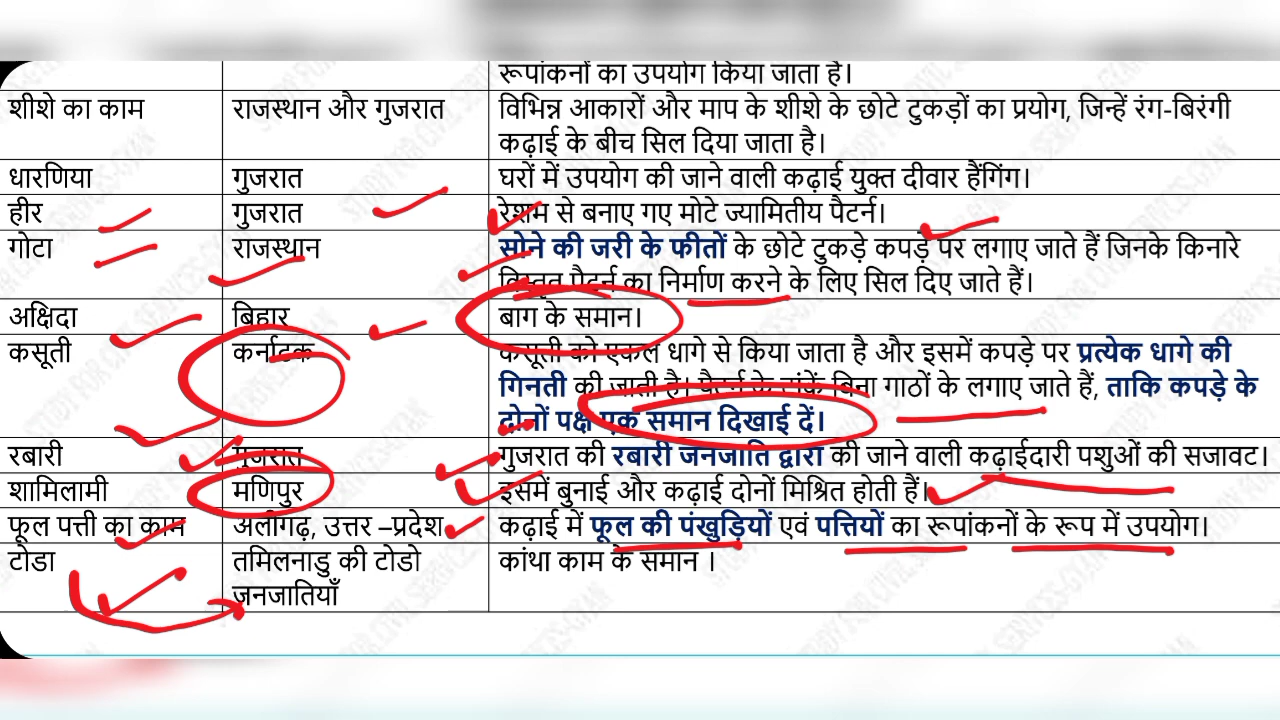 रूपांकनों का उपयोग किया जाता है।
शीशे का काम राजस्थान और गुजरात विभिन्न आकारों और माप के शीशे के छोटे टुकड़ों का प्रयोग, जिन्हें रंग-बिरंगी
कढ़ाई के बीच सिल दिया जाता है।
धारणिया गुजरात घरों में उपयोग की जाने वाली कढ़ाई युक्त दीवार हैंगिंग।
हीर गुजरात रेशम से बनाए गए मोटे ज्यामितीय पैटर्न।
गोटा राजस्थान सोने की जरी के फीतों के छोटे टुकड़े कपड़े पर लगाए जाते हैं जिनके किनारे
विस्तृत पैटर्न का निर्माण करने के लिए सिल दिए जाते हैं।
अक्षिदा बिहार बाग के समान।
कसूती कर्नाटक कसूती को एकल धागे से किया जाता है और इसमें कपड़े पर प्रत्येक धागे की
गिनती की जाती है। पैटर्न के टांकें बिना गाठों के लगाए जाते हैं, ताकि कपड़े के
दोनों पक्ष एक समान दिखाई दें।
रबारी गुजरात गुजरात की रबारी जनजाति द्वारा की जाने वाली कढ़ाईदारी पशुओं की सजावट।
शामिलामी मणिपुर इसमें बुनाई और कढ़ाई दोनों मिश्रित होती हैं।
फूल पत्ती का काम अलीगढ़, उत्तर –प्रदेश कढ़ाई में फूल की पंखुड़ियों एवं पत्तियों का रूपांकनों के रूप में उपयोग।
टोडा तमिलनाडु की टोडो कांथा काम के समान ।
जनजातियाँ